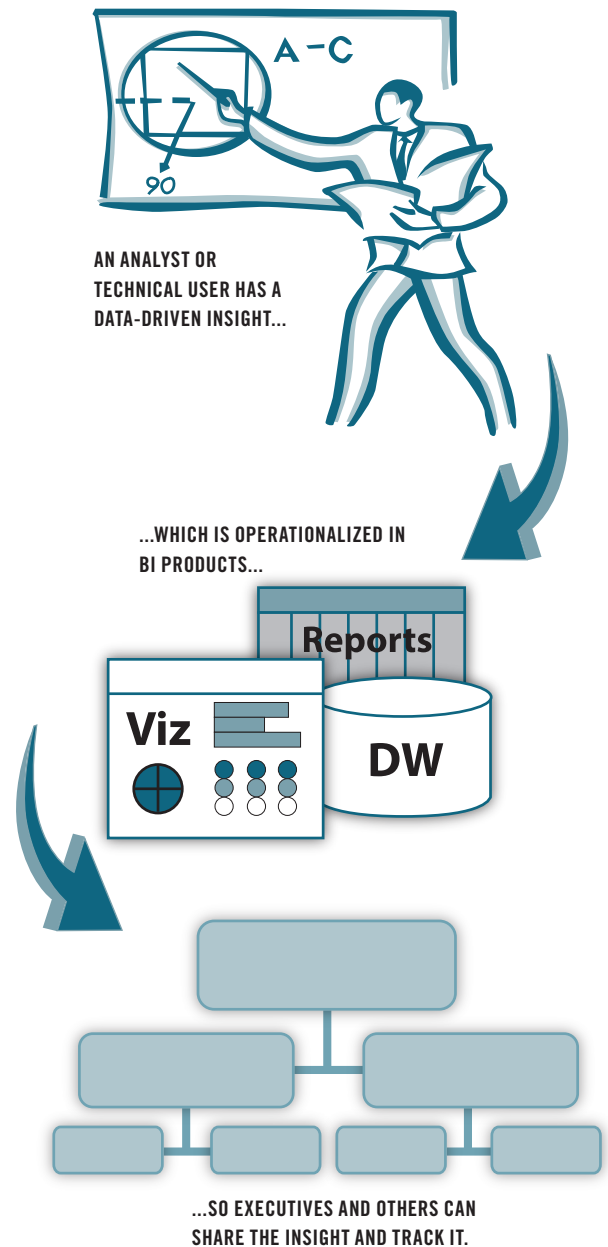 A-C
90
AN ANALYST OR
TECHNICAL USER HAS A
DATA-DRIVEN INSIGHT...
...WHICH IS OPERATIONALIZED IN
BI PRODUCTS...
Reports
Viz
DW
...SO EXECUTIVES AND OTHERS CAN
SHARE THE INSIGHT AND TRACK IT.